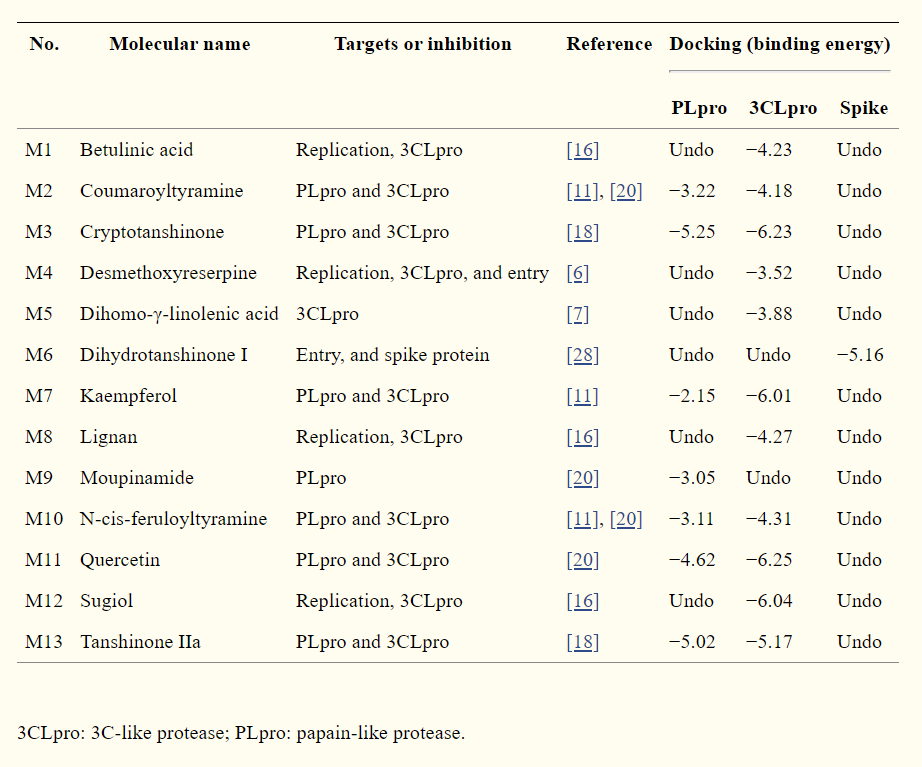 No. Molecular name Targets or inhibition Reference Docking (binding energy)
PLpro 3CLpro Spike
M1 Betulinic acid Replication, 3CLpro [16] Undo −4.23 Undo
M2 Coumaroyltyramine PLpro and 3CLpro [11], [20] −3.22 −4.18 Undo
M3 Cryptotanshinone PLpro and 3CLpro [18] −5.25 −6.23 Undo
M4 Desmethoxyreserpine Replication, 3CLpro, and entry [6] Undo −3.52 Undo
M5 Dihomo-γ-linolenic acid 3CLpro [7] Undo −3.88 Undo
M6 Dihydrotanshinone I Entry, and spike protein [28] Undo Undo −5.16
M7 Kaempferol PLpro and 3CLpro [11] −2.15 −6.01 Undo
M8 Lignan Replication, 3CLpro [16] Undo −4.27 Undo
M9 Moupinamide PLpro [20] −3.05 Undo Undo
M10 N-cis-feruloyltyramine PLpro and 3CLpro [11], [20] −3.11 −4.31 Undo
M11 Quercetin PLpro and 3CLpro [20] −4.62 −6.25 Undo
M12 Sugiol Replication, 3CLpro [16] Undo −6.04 Undo
M13 Tanshinone IIa PLpro and 3CLpro [18] −5.02 −5.17 Undo
3CLpro: 3C-like protease; PLpro: papain-like protease.